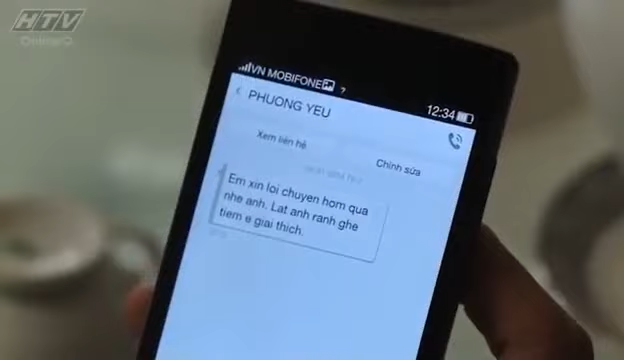 HTV
Online
VN MOBIFONE
12:34
PHUONG YEU
Xem liên hệ
Chỉnh sửa
Em xin loi chuyen hom qua
nhe anh. Lat anh ranh ghe
tiem e giai thich.